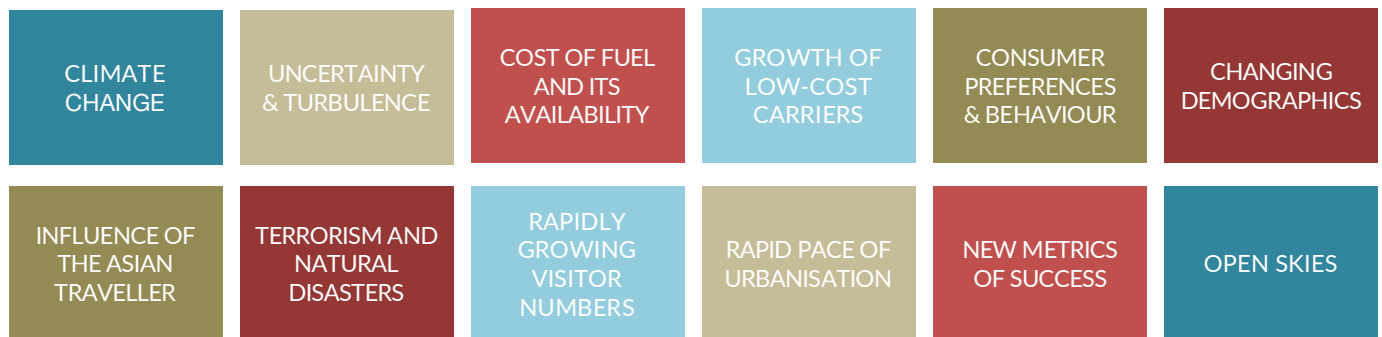 CLIMATE
CHANGE
UNCERTAINTY
& TURBULENCE
COST OF FUEL
AND ITS
AVAILABILITY
GROWTH OF
LOW-COST
CARRIERS
CONSUMER
PREFERENCES
& BEHAVIOUR
CHANGING
DEMOGRAPHICS
INFLUENCE OF
THE ASIAN
TRAVELLER
TERRORISM AND
NATURAL
DISASTERS
RAPIDLY
GROWING
VISITOR
NUMBERS
RAPID PACE OF
URBANISATION
NEW METRICS
OF SUCCESS
OPEN SKIES